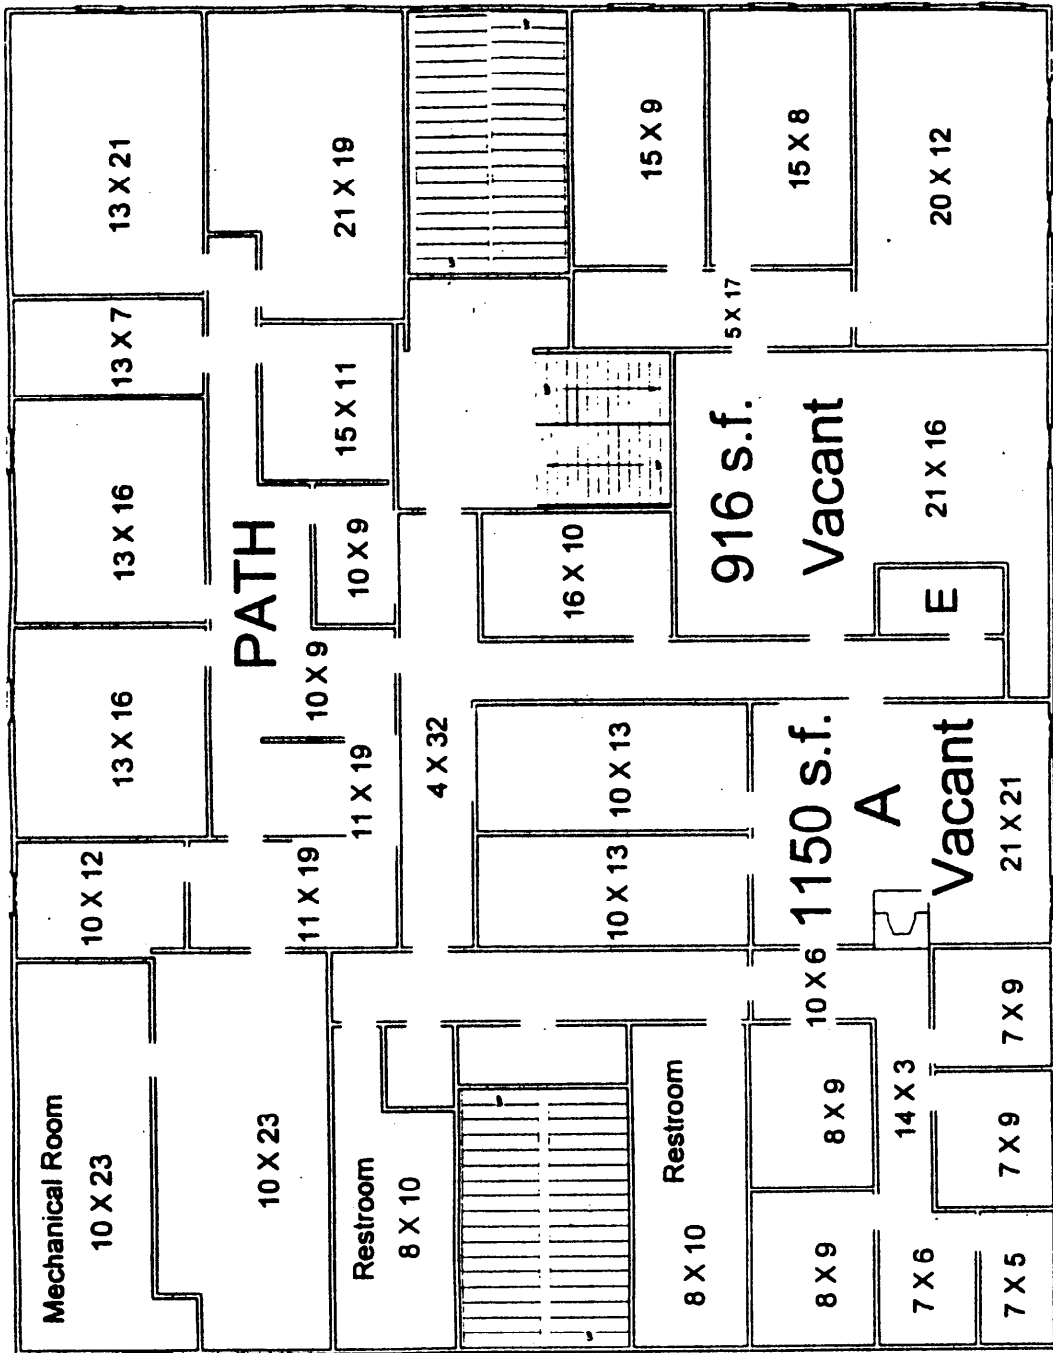 Mechanical Room
10 X 23
10 X 12
13 X 16
13 X 16
13 X 7
13 X 21
10 X 23
PATH
11 X 19
11 X 19
10 X 9
10 X 9
15 X 11
21 X 19
Restroom
8 X 10
4 X 32
16 X 10
10 X 13
10 X 13
15 X 9
Restroom
8 X 10
5 X 17
15 X 8
916 s.f.
Vacant
21 X 16
E
20 X 12
8 X 9
8 X 9
10 X 6
1150 s.f.
A
Vacant
21 X 21
14 X 3
7 X 6
7 X 5
7 X 9
7 X 9